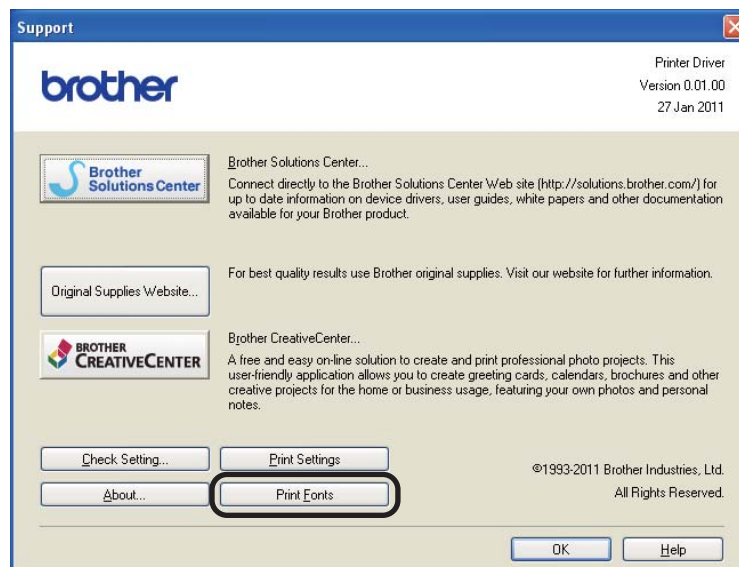 Support
brother
Printer Driver
Version 0.01.00
27 Jan 2011
Brother
Solutions Center
Brother Solutions Center...
Connect directly to the Brother Solutions Center Web site (http://solutions.brother.com/) for
up to date information on device drivers, user guides, white papers and other documentation
available for your Brother product.
Original Supplies Website...
For best quality results use Brother original supplies. Visit our website for further information.
BROTHER
CREATIVECENTER
Brother CreativeCenter...
A free and easy on-line solution to create and print professional photo projects. This
user-friendly application allows you to create greeting cards, calendars, brochures and other
creative projects for the home or business usage, featuring your own photos and personal
notes.
Check Setting...
Print Settings
©1993-2011 Brother Industries, Ltd.
About...
Print Fonts
All Rights Reserved.
OK
Help